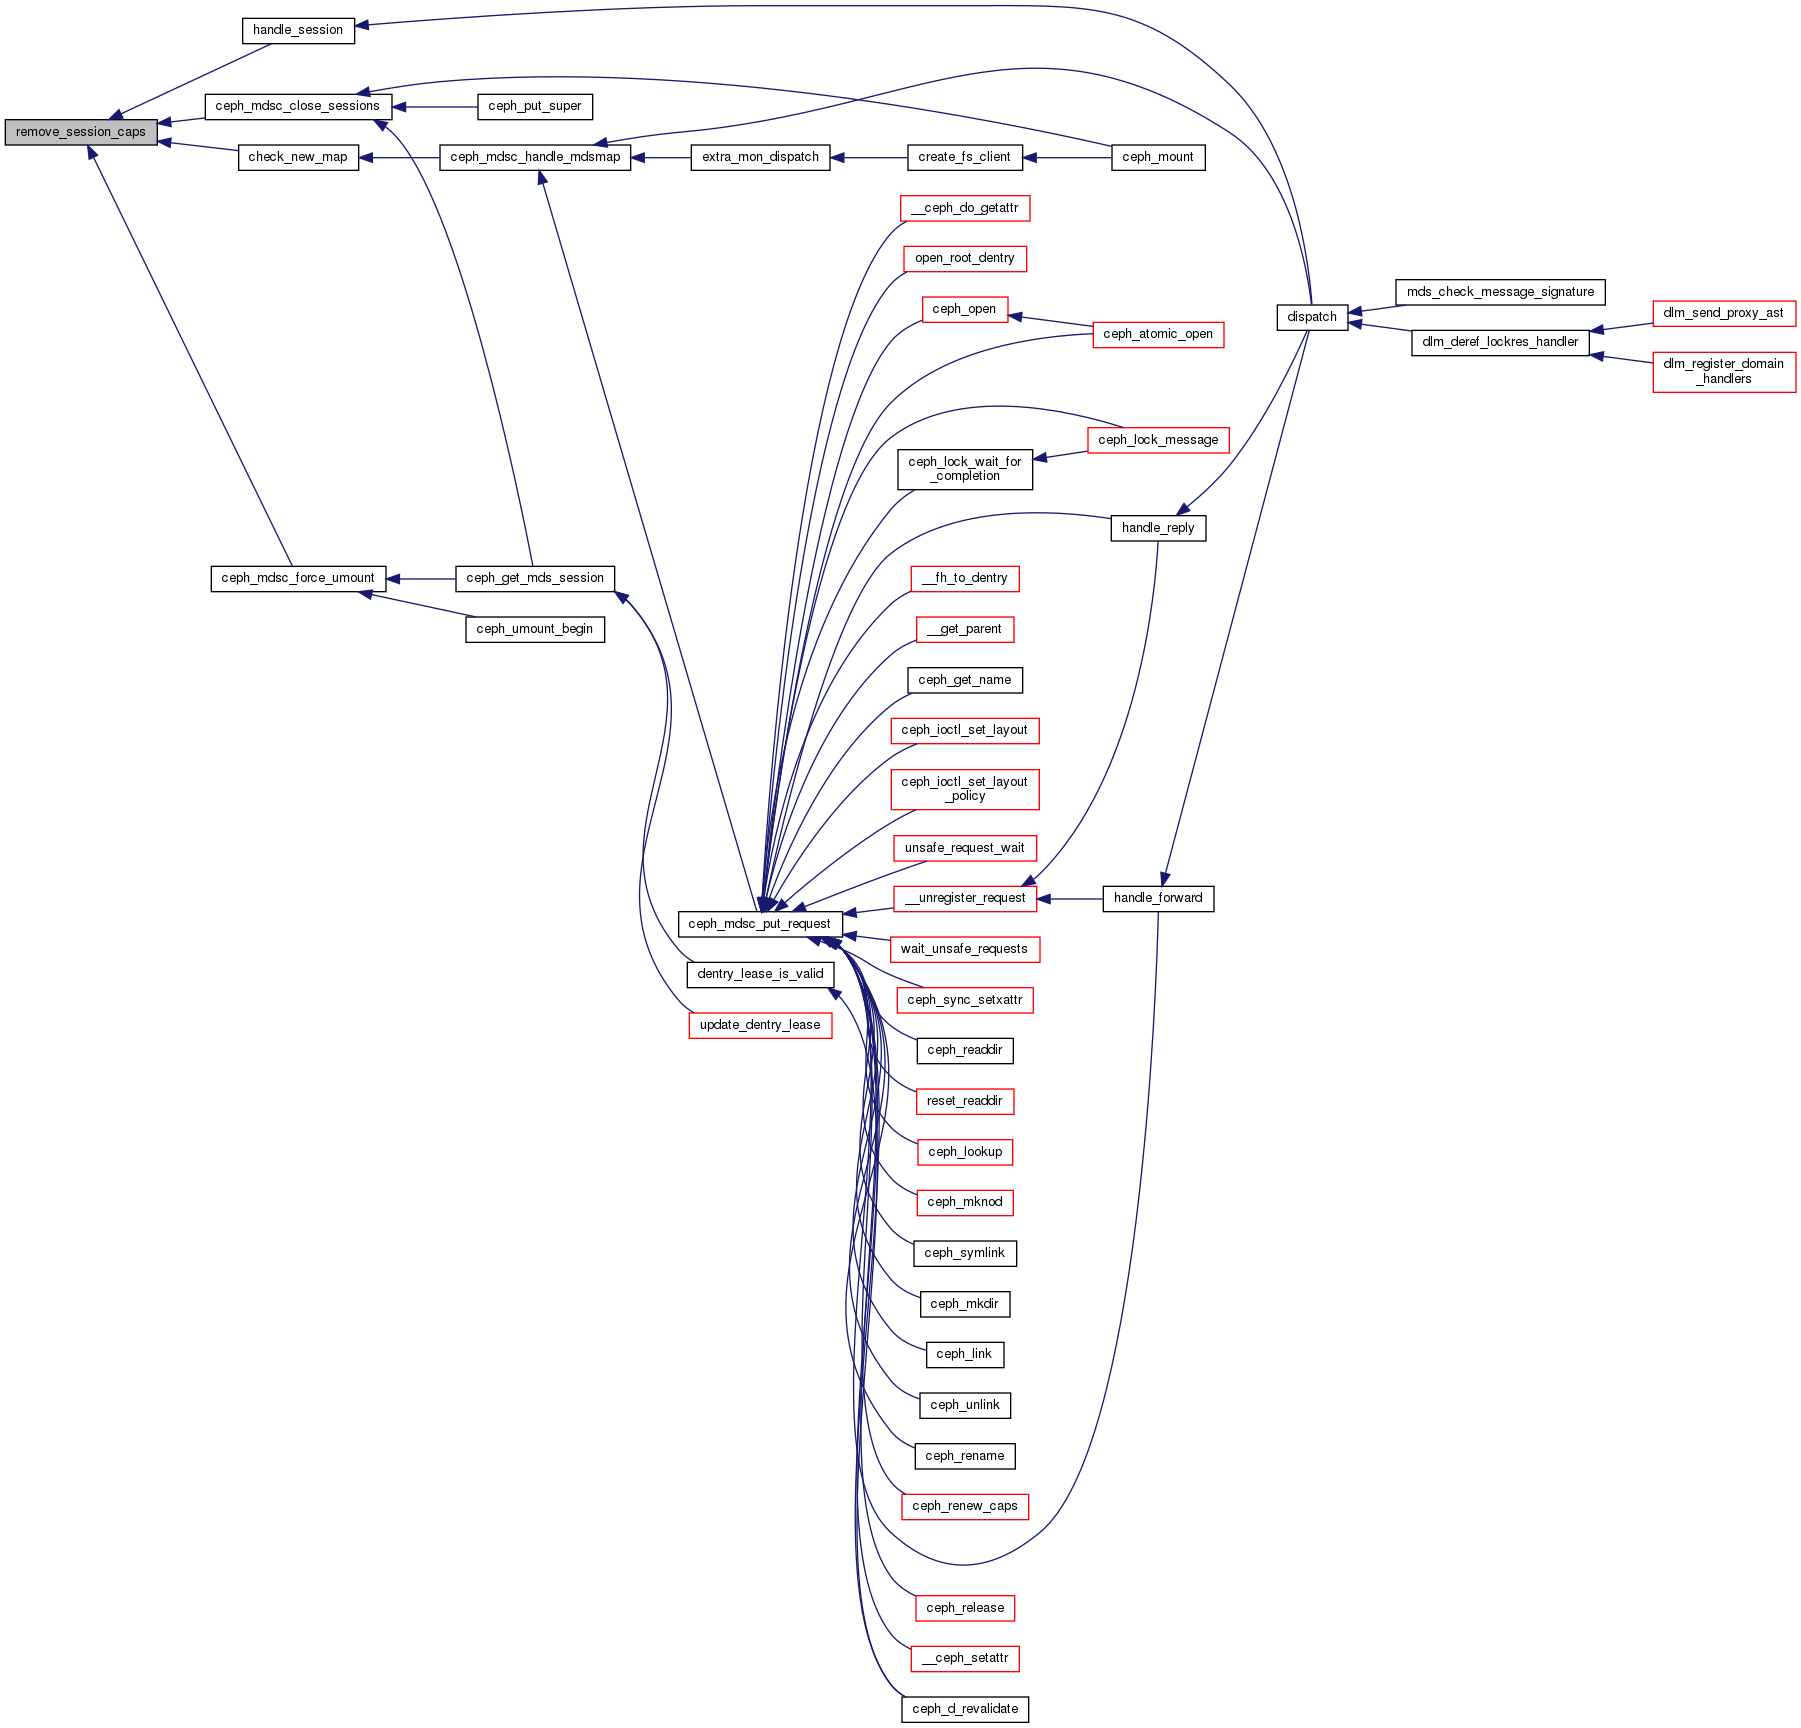 handle_session
ceph_mdsc_close_sessions
ceph_put_super
remove_session_caps
check_new_map
ceph_mdsc_handle_mdsmap
extra_mon_dispatch
create_fs_client
ceph_mount
__ceph_do_getattr
open_root_dentry
mds_check_message_signature
ceph_open
dispatch
dlm_send_proxy_ast
ceph_atomic_open
dlm_deref_lockres_handler
dlm_register_domain
_handlers
ceph_lock_message
ceph_lock_wait_for
_completion
handle_reply
ceph_mdsc_force_umount
ceph_get_mds_session
__fh_to_dentry
ceph_umount_begin
__get_parent
ceph_get_name
ceph_ioctl_set_layout
ceph_ioctl_set_layout
_policy
unsafe_request_wait
__unregister_request
handle_forward
ceph_mdsc_put_request
wait_unsafe_requests
dentry_lease_is_valid
ceph_sync_setxattr
update_dentry_lease
ceph_readdir
reset_readdir
ceph_lookup
ceph_mknod
ceph_symlink
ceph_mkdir
ceph_link
ceph_unlink
ceph_rename
ceph_renew_caps
ceph_release
__ceph_setattr
ceph_d_revalidate